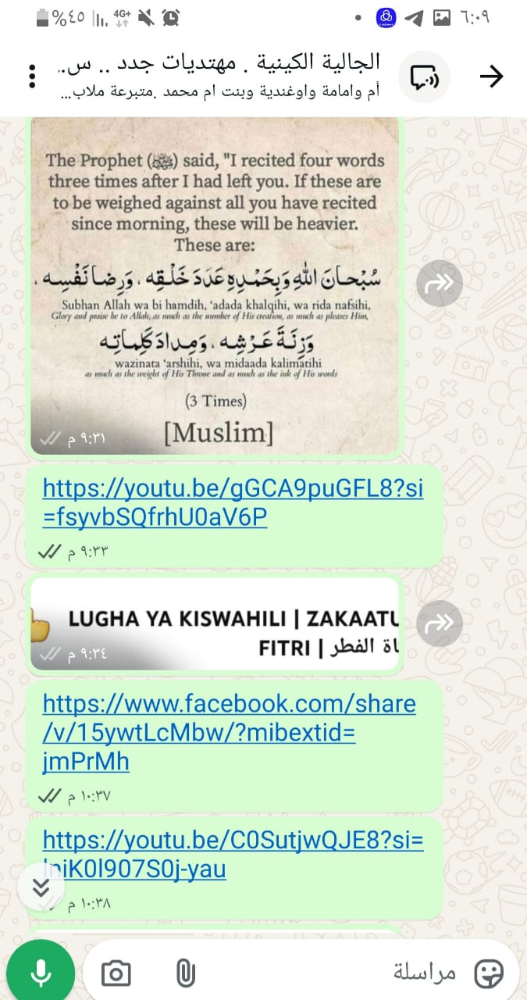 %٤٥ 4G+ ٦:٠٩
الجالية الكينية . مهتديات جدد .. س..
أم وامامة واوغندية وبنت ام محمد .متبرعة ملاب...
The Prophet (ﷺ) said, "I recited four words
three times after I had left you. If these are
to be weighed against all you have recited
since morning, these will be heavier.
These are:
سُبْحانَ اللهِ وَبِحَمْدِهِ عَدَدَ خَلْقِه ، وَرِضا نَفْسِه ،
Subhan Allah wa bi hamdih, ‘adada khalqihi, wa rida nafsihi,
Glory and praise be to Allah, as much as the number of His creation, as much as pleases Him,
وَزِنَةَ عَرْشِه ، وَمِدادَ كَلِماتِه
wazinata ‘arshihi, wa midaada kalimatihi
as much as the weight of His Throne and as much as the ink of His words
(3 Times)
[Muslim]
٩:٣١ م
https://youtu.be/gGCA9puGFL8?si
=fsyvbSQfrhU0aV6P
٩:٣٣ م
LUGHA YA KISWAHILI | ZAKAATU
FITRI | اة الفطر
٩:٣٤ م
https://www.facebook.com/share
/v/15ywtLcMbw/?mibextid=
jmPrMh
١٠:٣٧ م
https://youtu.be/C0SutjwQJE8?si=
١٠:٣٨ م
مراسلة